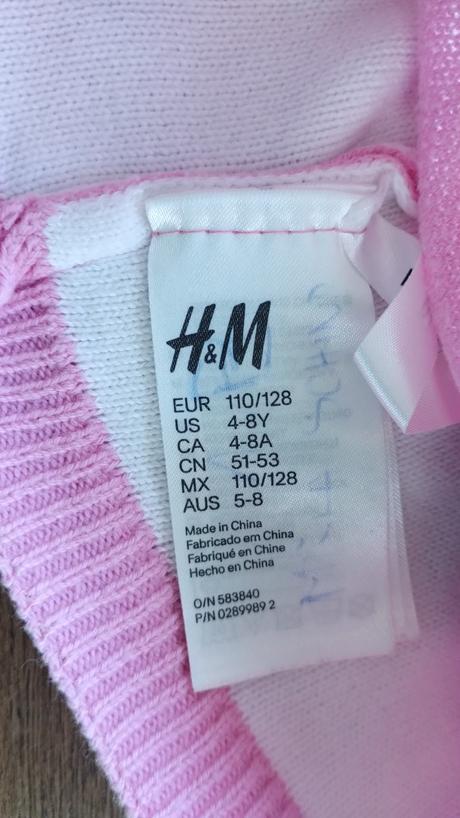 H&M
EUR 110/128
US 4-8Y
CA 4-8A
CN 51-53
MX 110/128
AUS 5-8
Made in China
Fabricado em China
Fabriqué en Chine
Hecho en China
O/N 583840
P/N 0289989 2